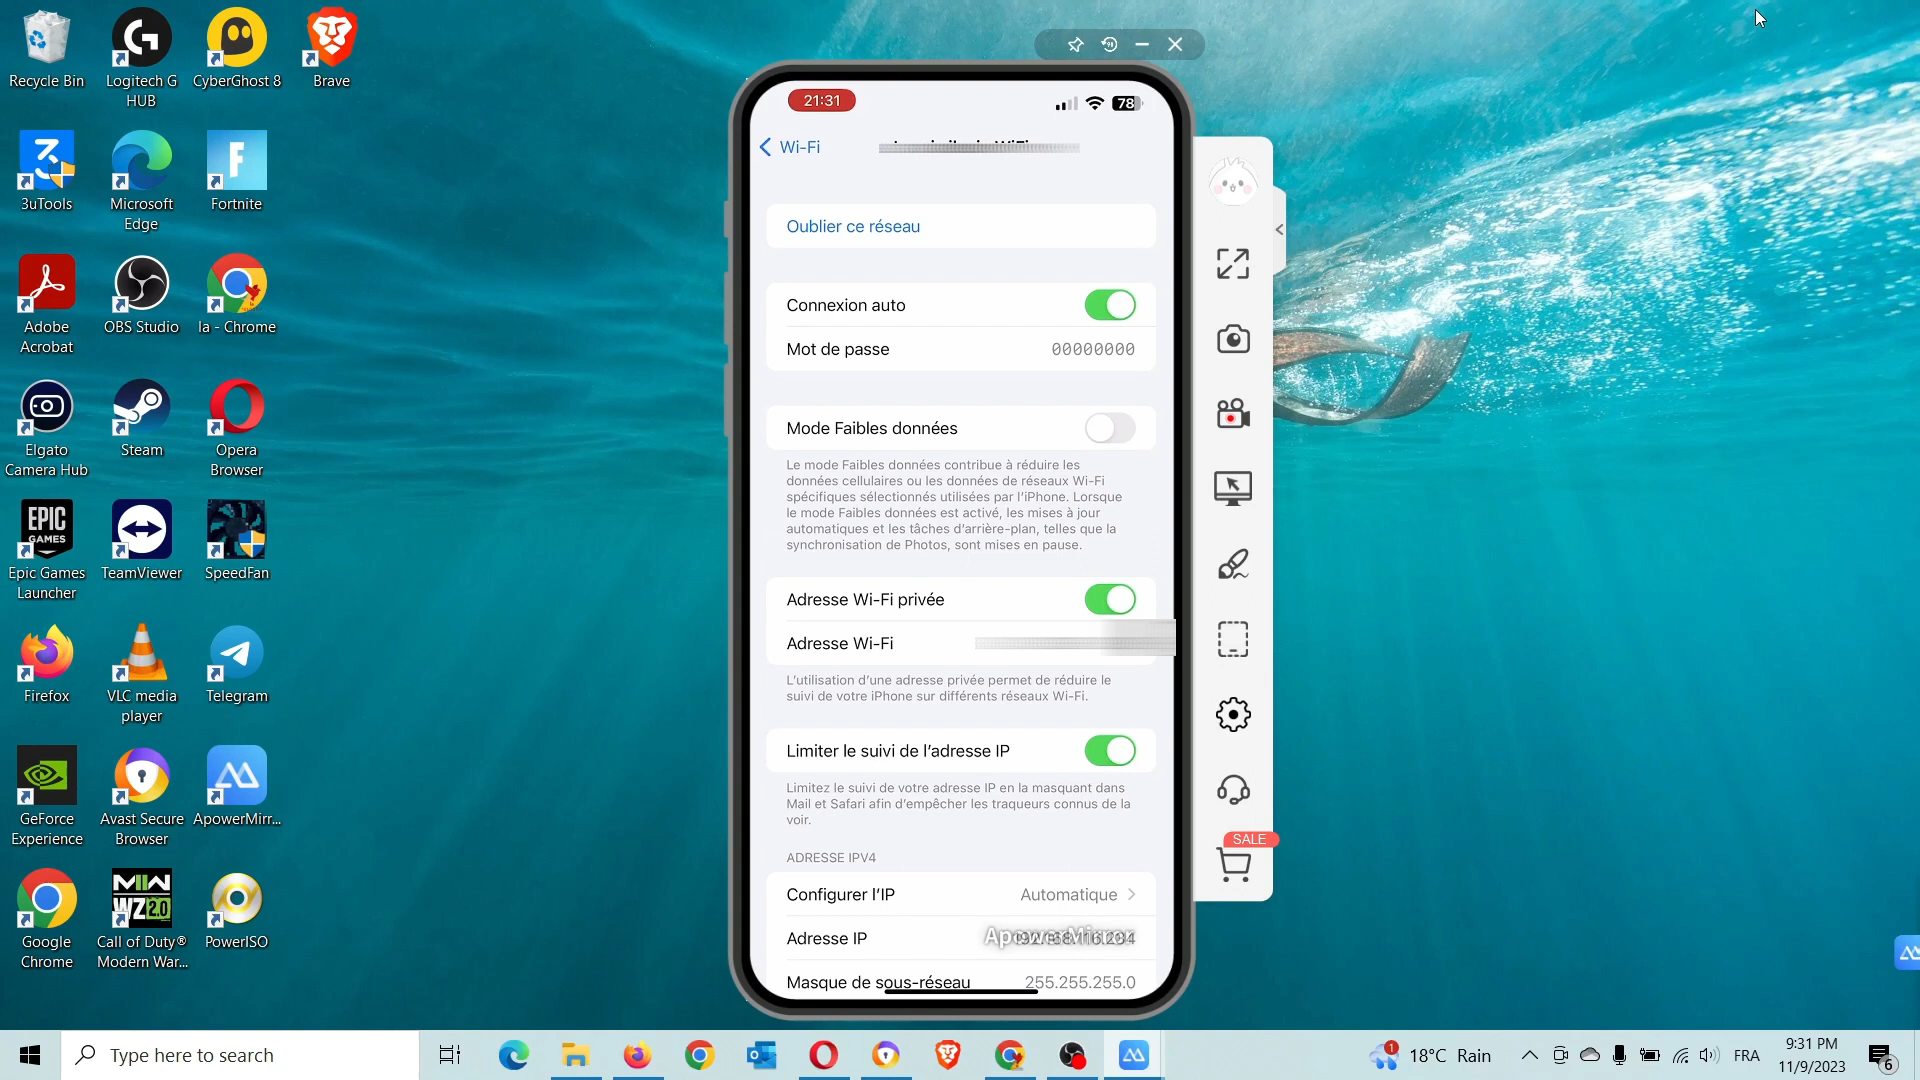 Recycle Bin
Logitech G
HUB
CyberGhost 8
Brave
3uTools
Microsoft
Edge
Fortnite
Adobe
Acrobat
OBS Studio
la - Chrome
Elgato
Camera Hub
Steam
Opera
Browser
EPIC
GAMES
Epic Games
Launcher
TeamViewer
SpeedFan
Firefox
VLC media
player
Telegram
GeForce
Experience
Avast Secure
Browser
ApowerMirr...
Google
Chrome
MW
WZ 2.0
Call of Duty®
Modern War...
PowerISO
21:31
78
Wi-Fi
Oublier ce réseau
Connexion auto
Mot de passe
00000000
Mode Faibles données
Le mode Faibles données contribue à réduire les
données cellulaires ou les données de réseaux Wi-Fi
spécifiques sélectionnés utilisées par l’iPhone. Lorsque
le mode Faibles données est activé, les mises à jour
automatiques et les tâches d’arrière-plan, telles que la
synchronisation de Photos, sont mises en pause.
Adresse Wi-Fi privée
Adresse Wi-Fi
L’utilisation d’une adresse privée permet de réduire le
suivi de votre iPhone sur différents réseaux Wi-Fi.
Limiter le suivi de l’adresse IP
Limitez le suivi de votre adresse IP en la masquant dans
Mail et Safari afin d’empêcher les traqueurs connus de la
voir.
ADRESSE IPV4
Configurer l’IP
Automatique
Adresse IP
ApowerMirror
Masque de sous-réseau
255.255.255.0
SALE
Type here to search
1
18°C Rain
FRA
9:31 PM
11/9/2023
6